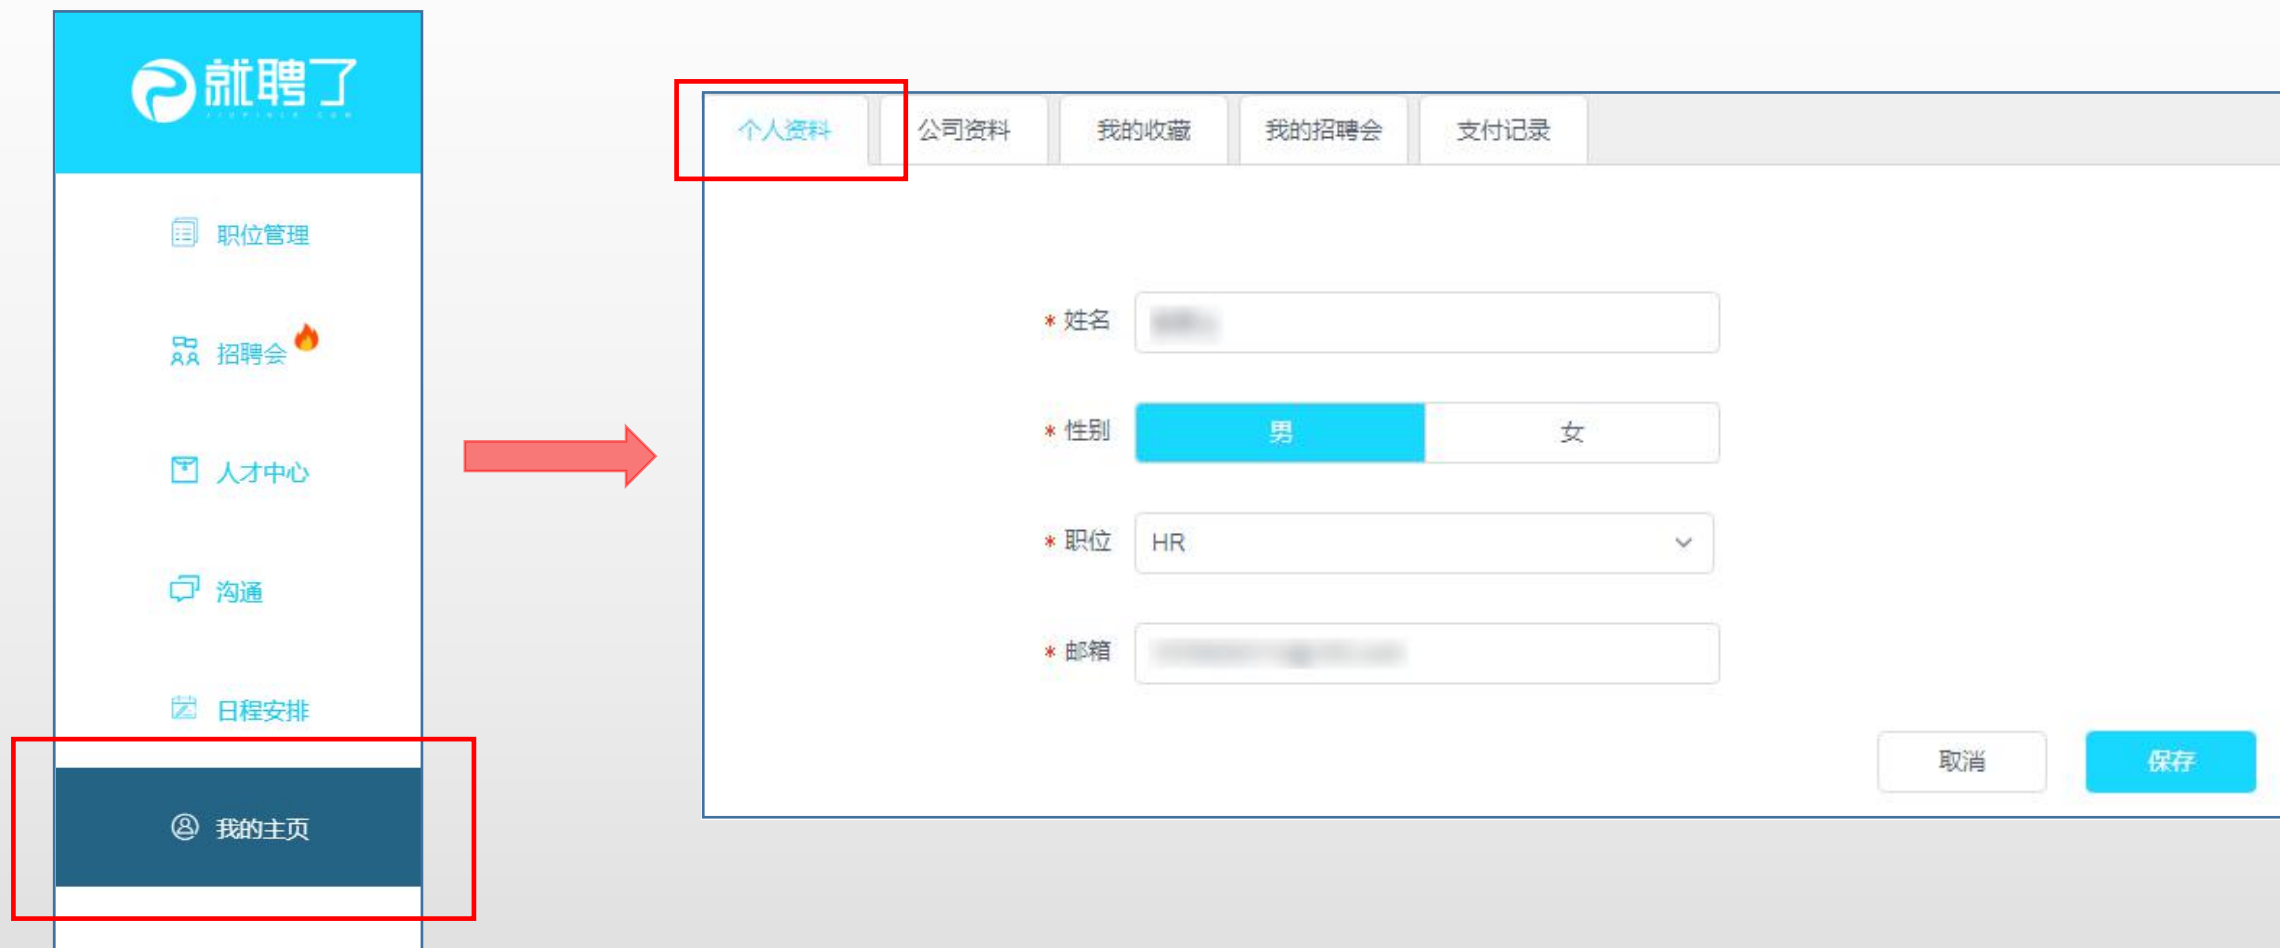 就聘了
职位管理
招聘会
人才中心
沟通
日程安排
我的主页
个人资料
公司资料
我的收藏
我的招聘会
支付记录
* 姓名
* 性别
男
女
* 职位
HR
* 邮箱
取消
保存